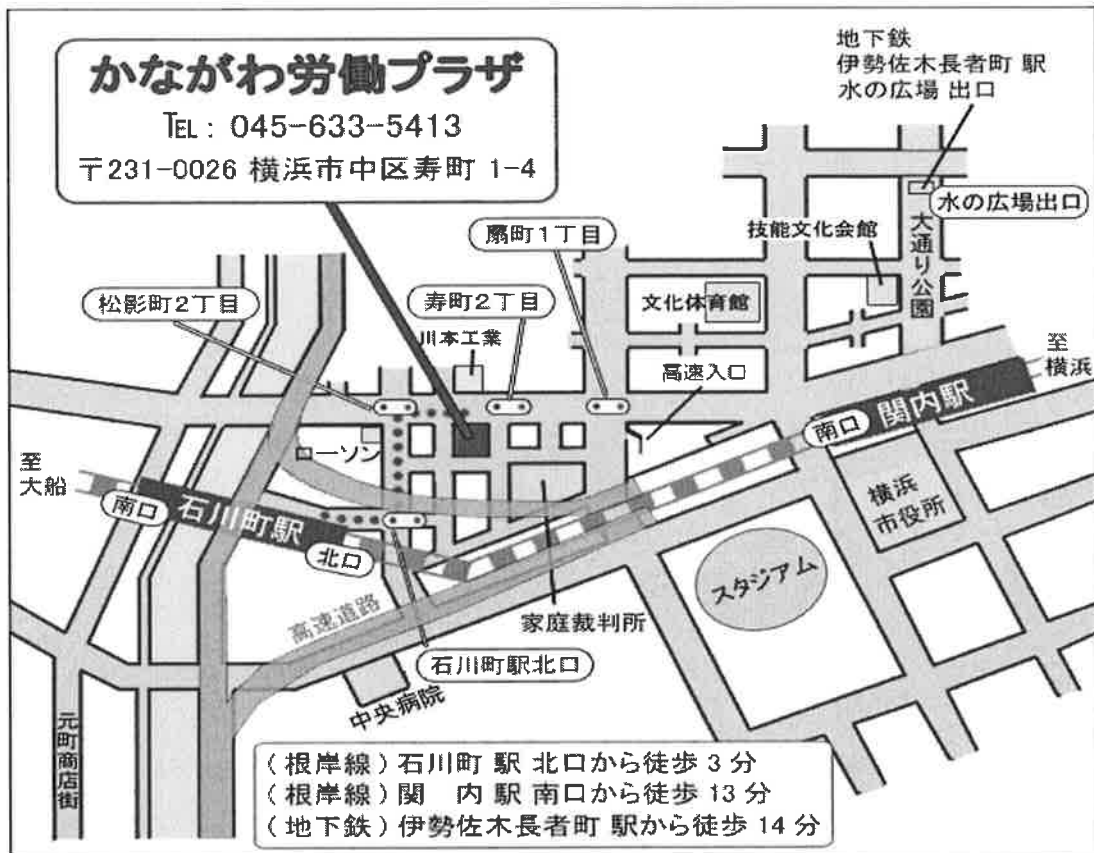 かながわ労働プラザ
TEL: 045-633-5413
〒231-0026 横浜市中区寿町 1-4
地下鉄
伊勢佐木長者町 駅
水の広場 出口
水の広場出口
技能文化会館
大通り公園
扇町1丁目
松影町2丁目
寿町2丁目
文化体育館
川本工業
高速入口
至
横浜
関内駅
南口
ローソン
至
大船
南口
石川町駅
北口
横浜
市役所
スタジアム
高速道路
家庭裁判所
石川町駅北口
中央病院
元町商店街
(根岸線)石川町 駅 北口から徒歩 3 分
(根岸線)関 内 駅 南口から徒歩 13 分
(地下鉄)伊勢佐木長者町 駅から徒歩 14 分